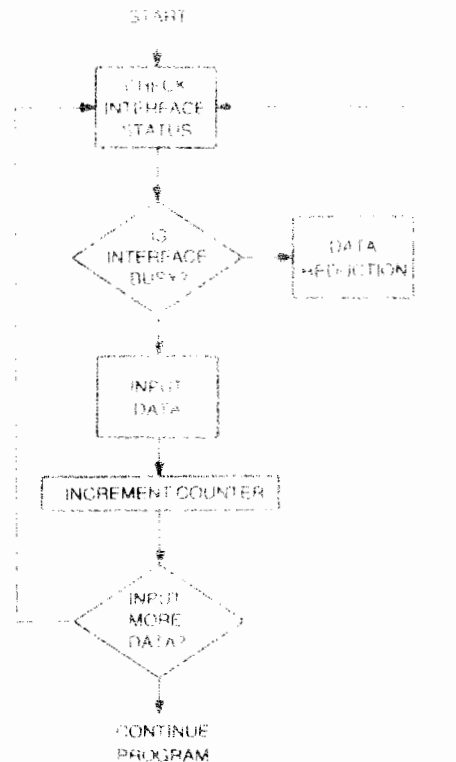 START
CHECK
INTERFACE
STATUS
IS
INTERFACE
BUSY?
DATA
REDUCTION
INPUT
DATA
INCREMENT COUNTER
INPUT
MORE
DATA?
CONTINUE
PROGRAM